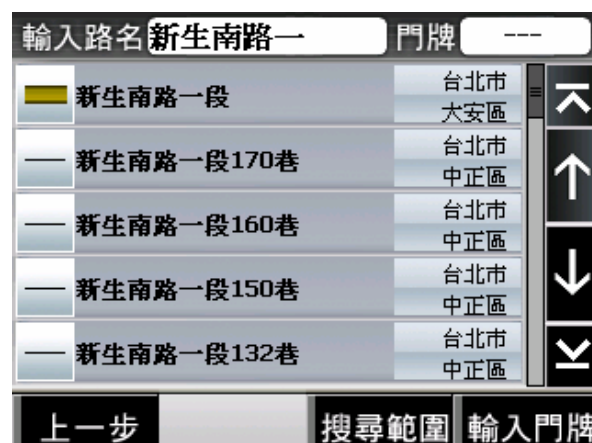 輸入路名 新生南路一 門牌 ---
新生南路一段 台北市 大安區
新生南路一段170巷 台北市 中正區
新生南路一段160巷 台北市 中正區
新生南路一段150巷 台北市 中正區
新生南路一段132巷 台北市 中正區
上一步 搜尋範圍 輸入門牌